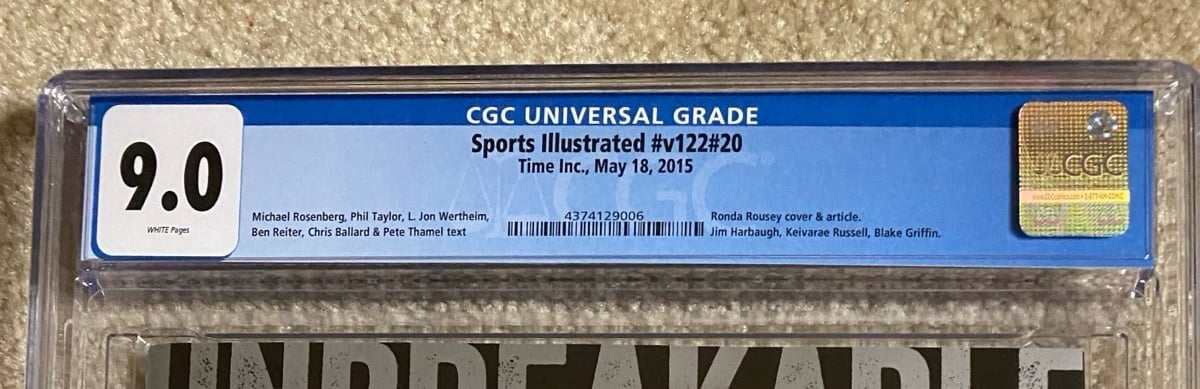 CGC UNIVERSAL GRADE
Sports Illustrated #v122#20
Time Inc., May 18, 2015
9.0
WHITE Pages
Michael Rosenberg, Phil Taylor, L. Jon Wertheim,
Ben Reiter, Chris Ballard & Pete Thamel text
4374129006
Ronda Rousey cover & article.
Jim Harbaugh, Keivarae Russell, Blake Griffin.
CGC
CGC
UNBREAKABLE